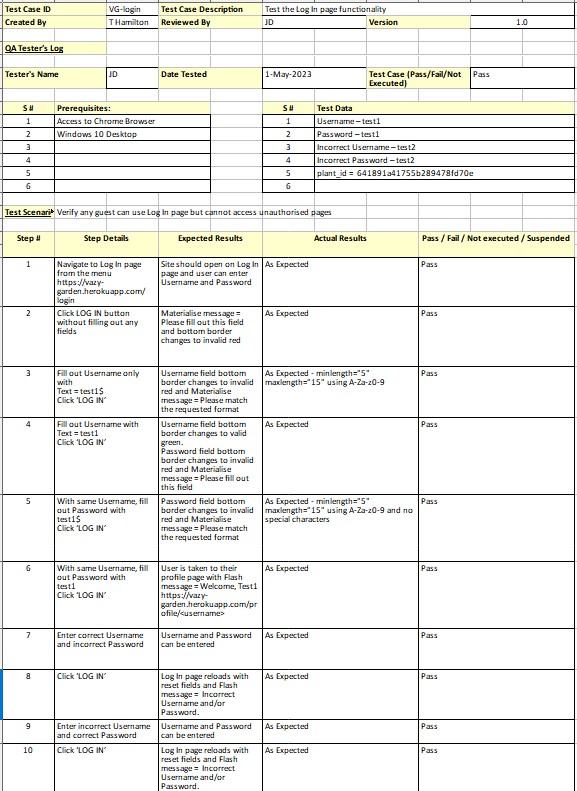 Test Case ID VG-login Test Case Description Test the Log In page functionality
Created By T Hamilton Reviewed By JD Version 1.0
QA Tester's Log
Tester's Name JD Date Tested 1-May-2023 Test Case (Pass/Fail/Not Executed) Pass
S # Prerequisites: S # Test Data
1 Access to Chrome Browser 1 Username – test1
2 Windows 10 Desktop 2 Password – test1
3 3 Incorrect Username – test2
4 4 Incorrect Password – test2
5 5 plant_id = 641891a41755b289478fd70e
6 6
Test Scenari Verify any guest can use Log In page but cannot access unauthorised pages
Step # Step Details Expected Results Actual Results Pass / Fail / Not executed / Suspended
1
Navigate to Log In page
from the menu
https://vazy-
garden.herokuapp.com/
login
Site should open on Log In
page and user can enter
Username and Password
As Expected
Pass
2
Click LOG IN button
without filling out any
fields
Materialise message =
Please fill out this field
and bottom border
changes to invalid red
As Expected
Pass
3
Fill out Username only
with
Text = test1$
Click ‘LOG IN’
Username field bottom
border changes to invalid
red and Materialise
message = Please match
the requested format
As Expected - minlength="5"
maxlength="15" using A-Za-z0-9
Pass
4
Fill out Username with
Text = test1
Click ‘LOG IN’
Username field bottom
border changes to valid
green.
Password field bottom
border changes to invalid
red and Materialise
message = Please fill out
this field
As Expected
Pass
5
With same Username, fill
out Password with
test1$
Click ‘LOG IN’
Password field bottom
border changes to invalid
red and Materialise
message = Please match
the requested format
As Expected - minlength="5"
maxlength="15" using A-Za-z0-9 and no
special characters
Pass
6
With same Username, fill
out Password with
test1
Click ‘LOG IN’
User is taken to their
profile page with Flash
message = Welcome, Test1
https://vazy-
garden.herokuapp.com/pr
ofile/<username>
As Expected
Pass
7
Enter correct Username
and incorrect Password
Username and Password
can be entered
As Expected
Pass
8
Click ‘LOG IN’
Log In page reloads with
reset fields and Flash
message = Incorrect
Username and/or
Password.
As Expected
Pass
9
Enter incorrect Username
and correct Password
Username and Password
can be entered
As Expected
Pass
10
Click ‘LOG IN’
Log In page reloads with
reset fields and Flash
message = Incorrect
Username and/or
Password.
As Expected
Pass